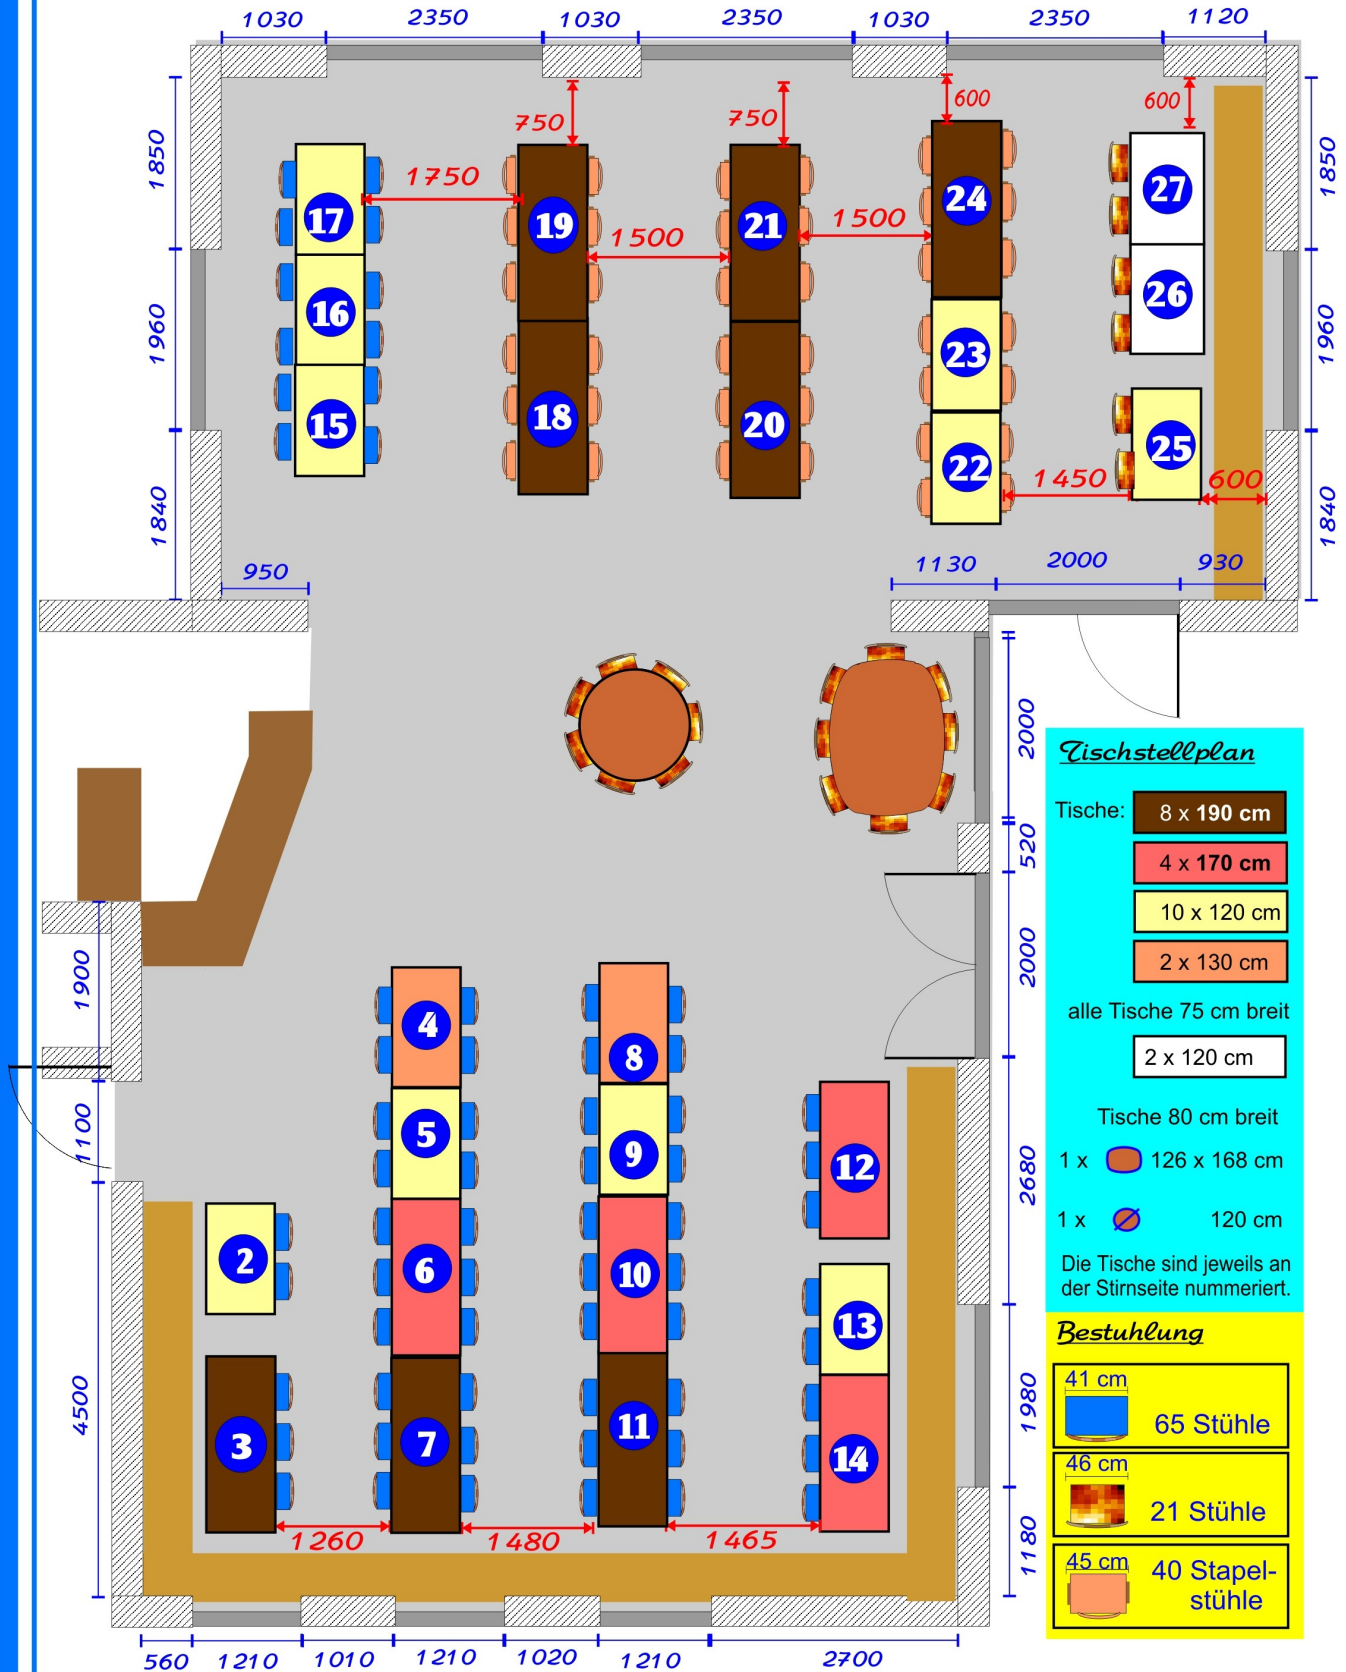 1030 2350 1030 2350 1030 2350 1120
750 750 600 600
1850 1960 1840
1850 1960 1840
1750 1500 1500
17 19 21 24 27
16 26
23
15 18 20 22 25
1450 600
950 1130 2000 930
2000
520
2000
2680
1980
1180
1900
1100
4500
4 8
5 9 12
2 6 10 13
3 7 11 14
1260 1480 1465
560 1210 1010 1210 1020 1210 2700
Tischstellplan
Tische: 8 x 190 cm
4 x 170 cm
10 x 120 cm
2 x 130 cm
alle Tische 75 cm breit
2 x 120 cm
Tische 80 cm breit
1 x 126 x 168 cm
1 x 120 cm
Die Tische sind jeweils an
der Stirnseite nummeriert.
Bestuhlung
41 cm
65 Stühle
46 cm
21 Stühle
45 cm
40 Stapel-
stühle